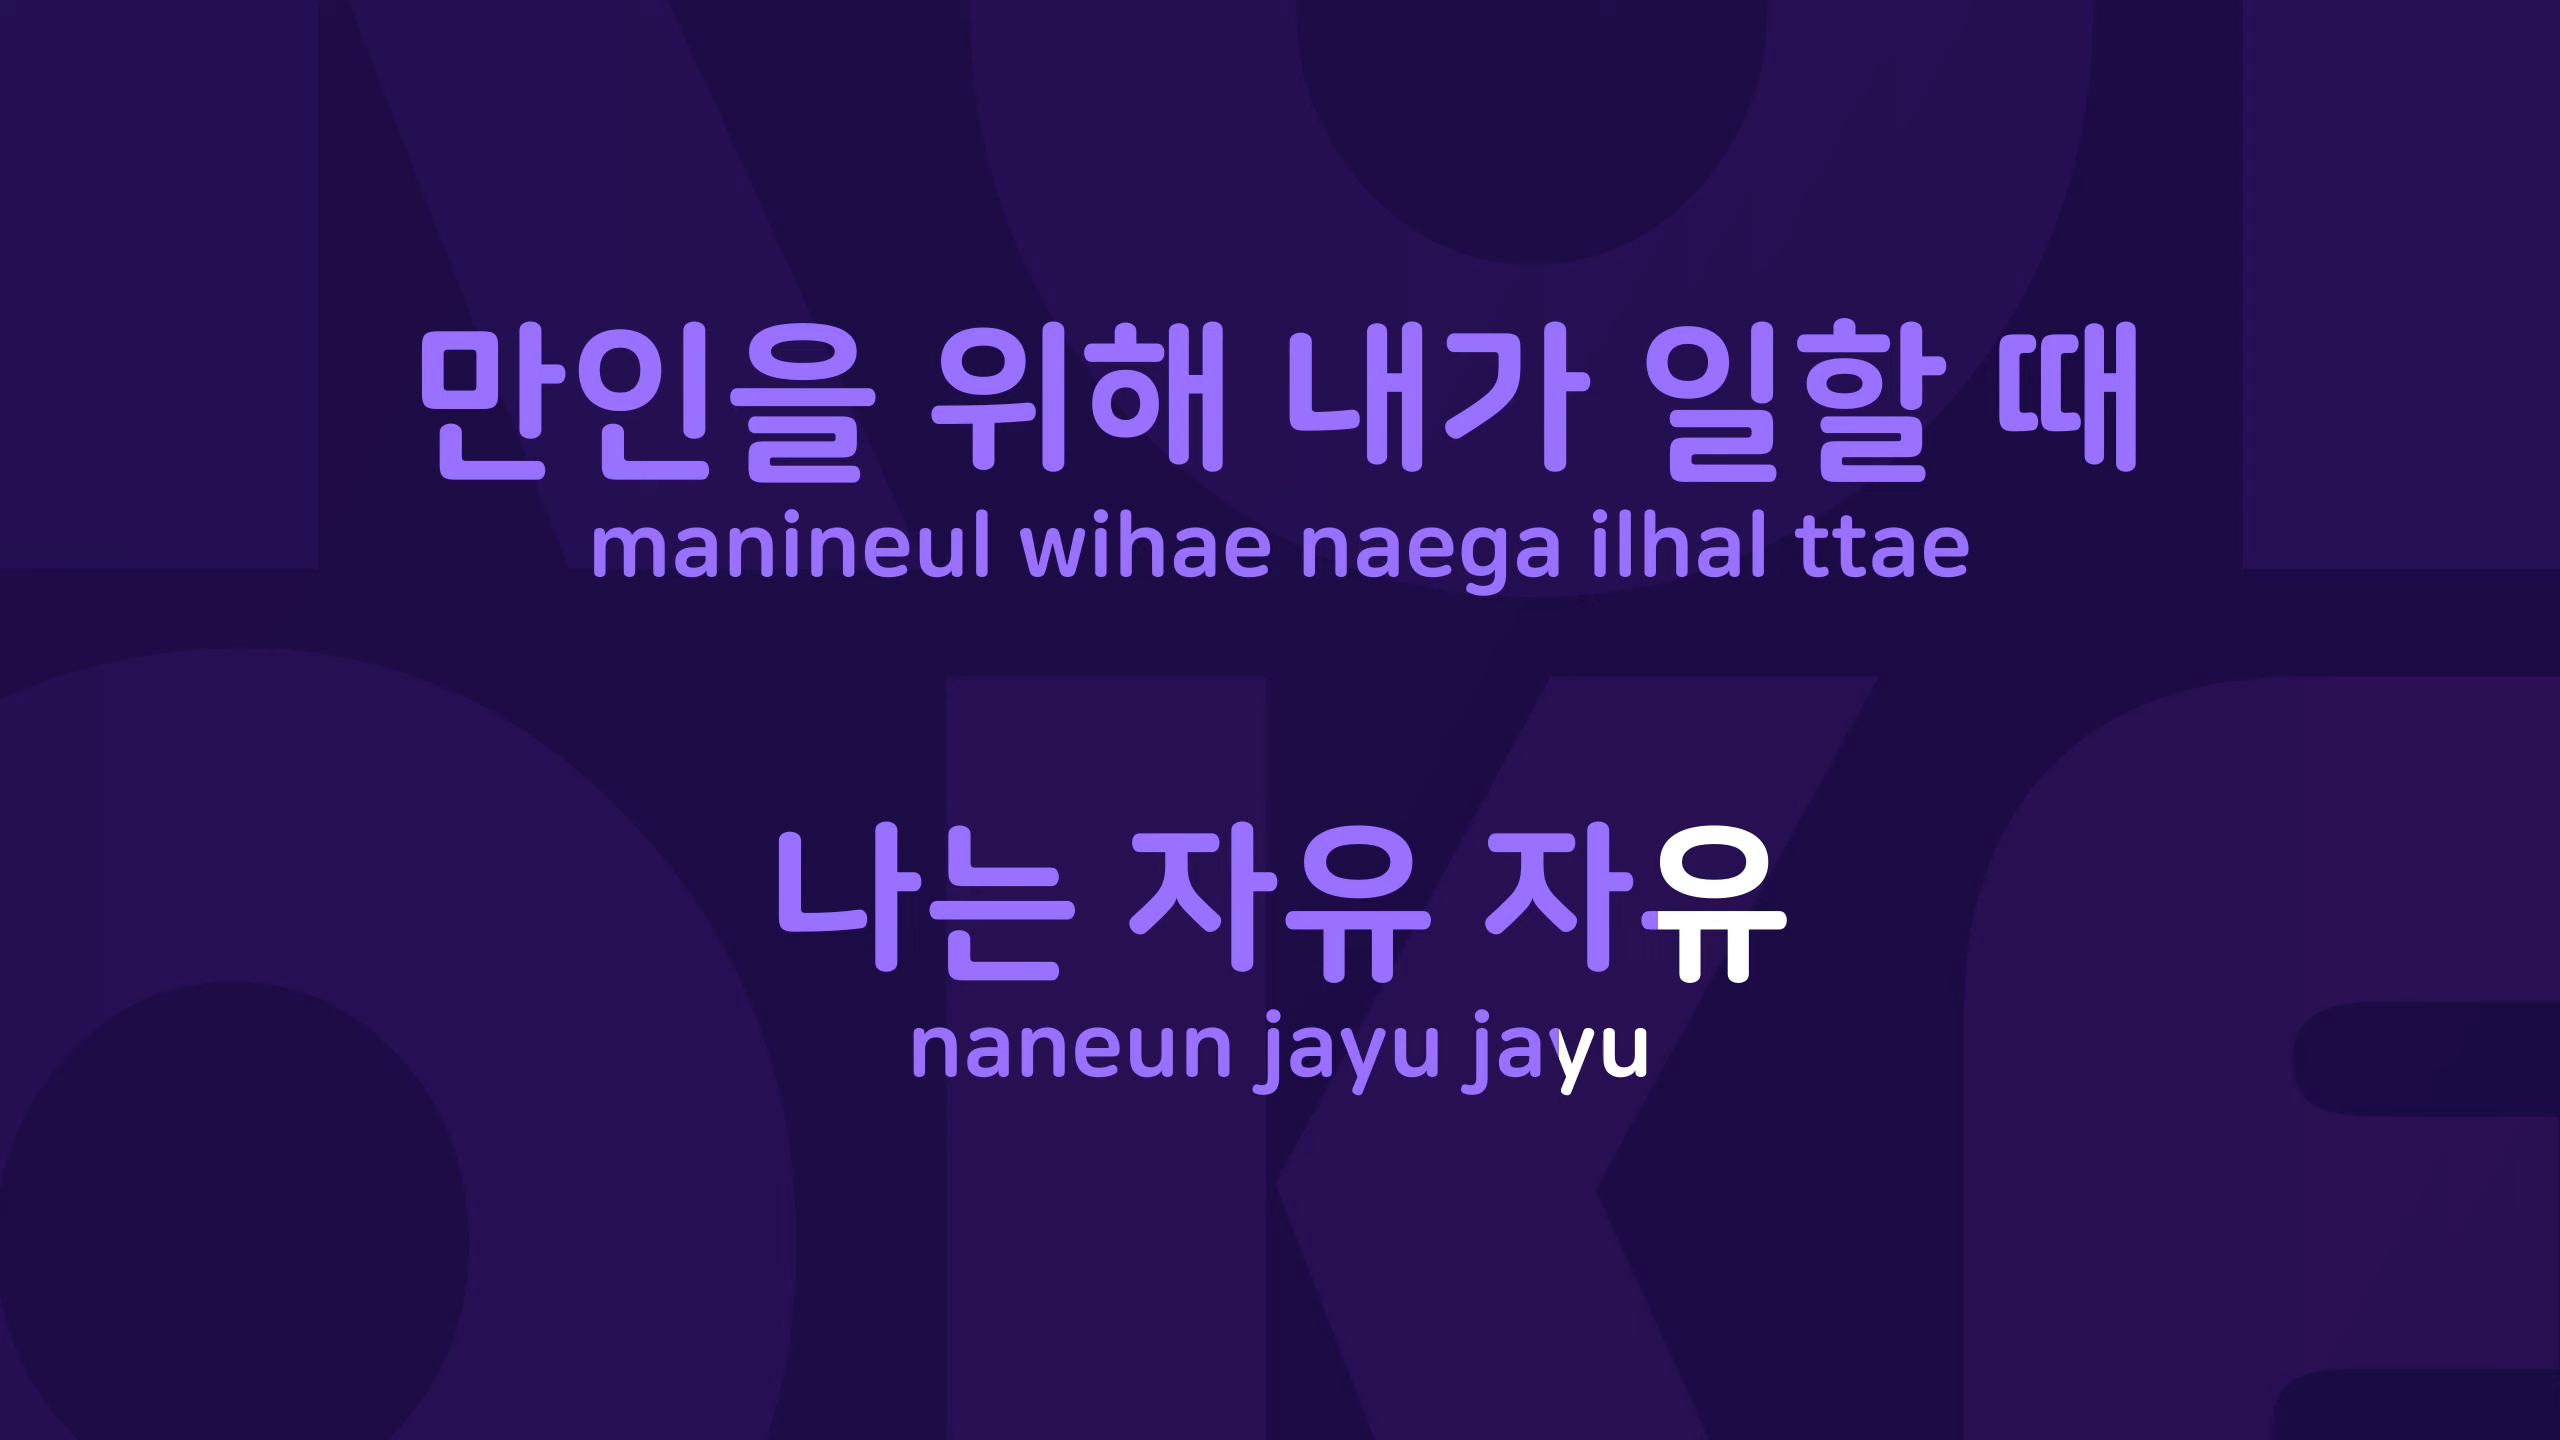 만인을 위해 내가 일할 때
manineul wihae naega ilhal ttae
나는 자유 자유
naneun jayu jayu